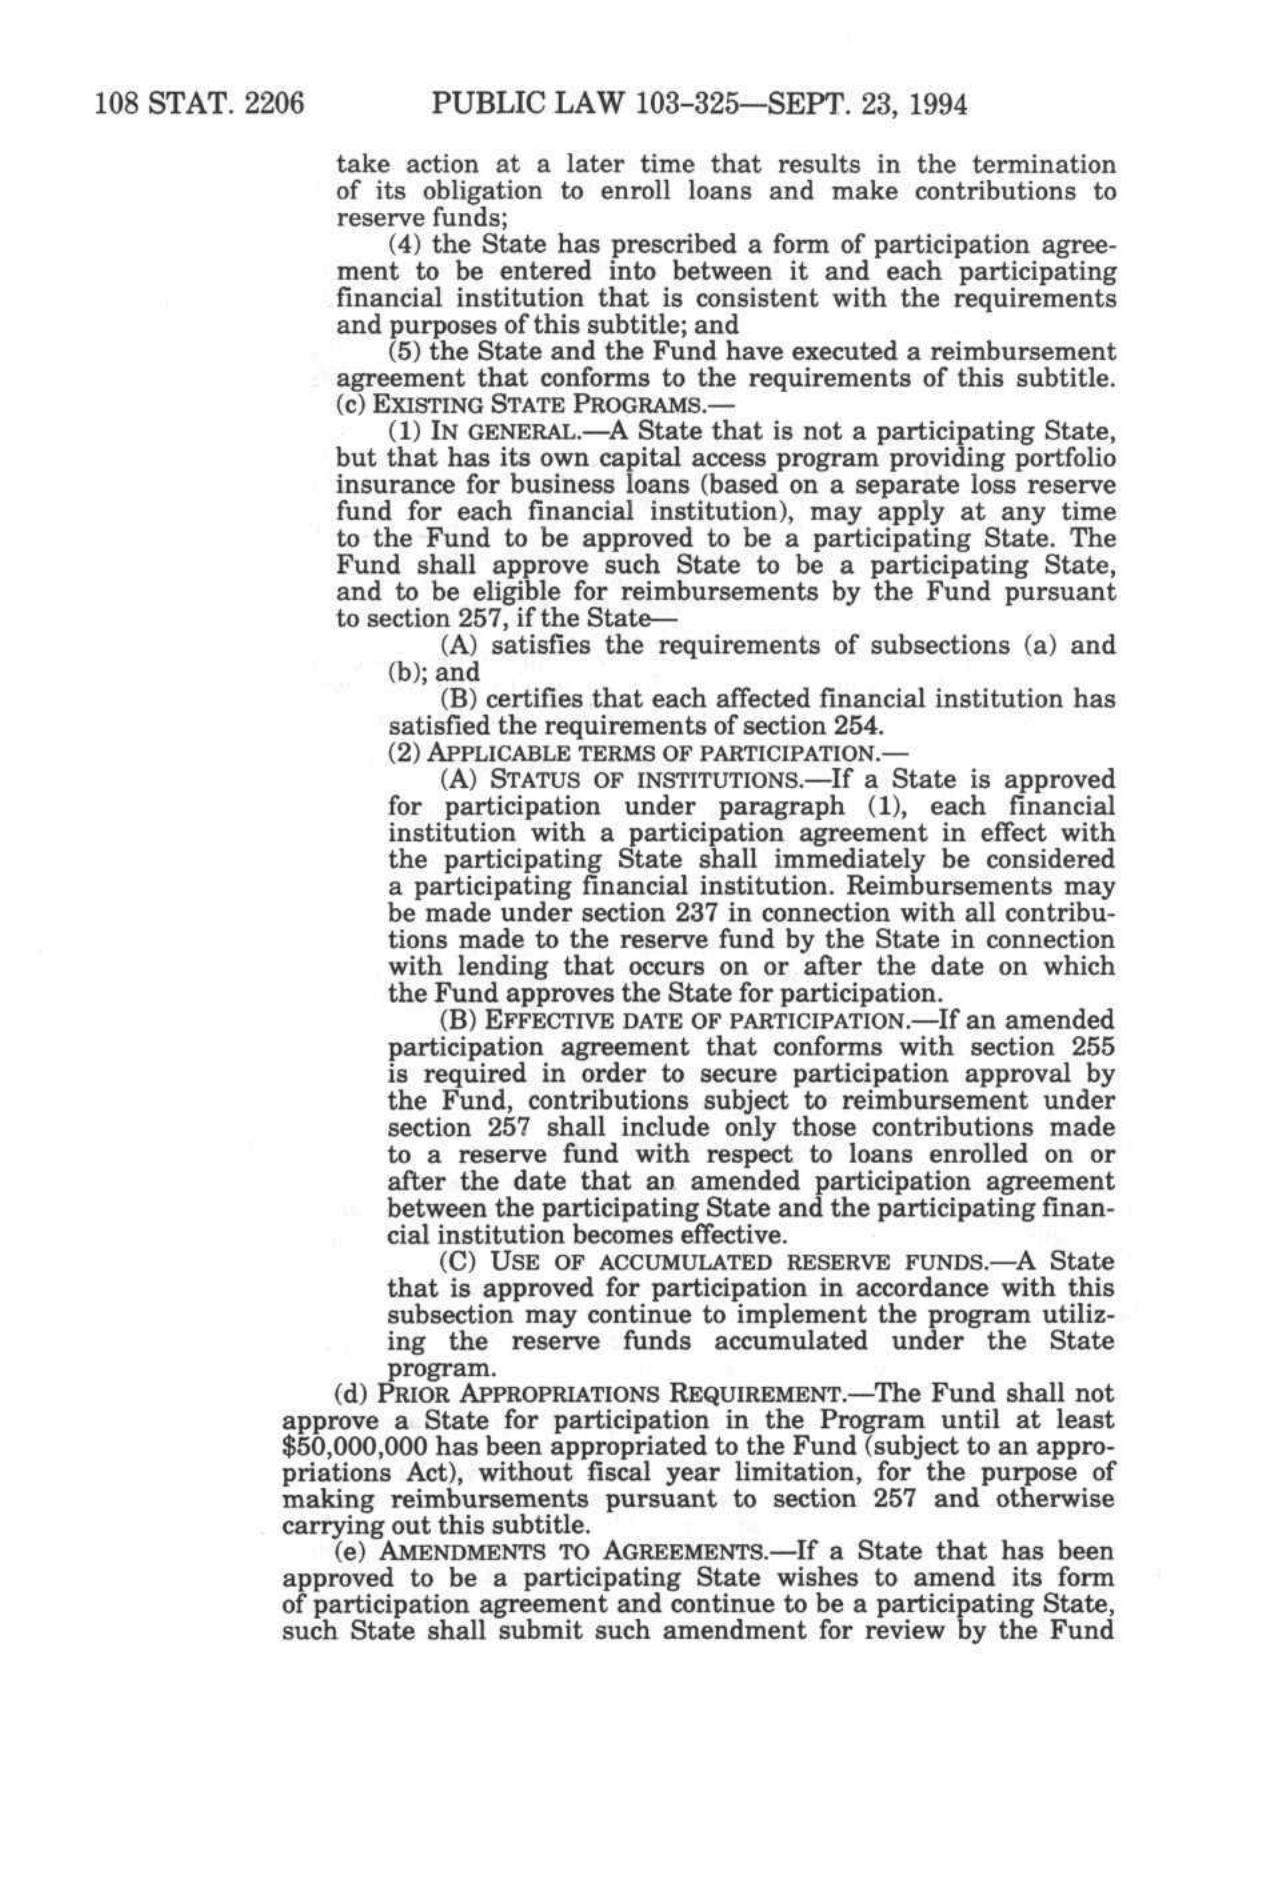 108 STAT. 2206 PUBLIC LAW 103-325—SEPT. 23, 1994
take action at a later time that results in the termination
of its obligation to enroll loans and make contributions to
reserve funds;
(4) the State has prescribed a form of participation agree-
ment to be entered into between it and each participating
financial institution that is consistent with the requirements
and purposes of this subtitle; and
(5) the State and the Fund have executed a reimbursement
agreement that conforms to the requirements of this subtitle.
(c) EXISTING STATE PROGRAMS.—
(1) IN GENERAL.—A State that is not a participating State,
but that has its own capital access program providing portfolio
insurance for business loans (based on a separate loss reserve
fund for each financial institution), may apply at any time
to the Fund to be approved to be a participating State. The
Fund shall approve such State to be a participating State,
and to be eligible for reimbursements by the Fund pursuant
to section 257, if the State—
(A) satisfies the requirements of subsections (a) and
(b); and
(B) certifies that each affected financial institution has
satisfied the requirements of section 254.
(2) APPLICABLE TERMS OF PARTICIPATION.—
(A) STATUS OF INSTITUTIONS.—If a State is approved
for participation under paragraph (1), each financial
institution with a participation agreement in effect with
the participating State shall immediately be considered
a participating financial institution. Reimbursements may
be made under section 237 in connection with all contribu-
tions made to the reserve fund by the State in connection
with lending that occurs on or after the date on which
the Fund approves the State for participation.
(B) EFFECTIVE DATE OF PARTICIPATION.—If an amended
participation agreement that conforms with section 255
is required in order to secure participation approval by
the Fund, contributions subject to reimbursement under
section 257 shall include only those contributions made
to a reserve fund with respect to loans enrolled on or
after the date that an amended participation agreement
between the participating State and the participating finan-
cial institution becomes effective.
(C) USE OF ACCUMULATED RESERVE FUNDS.—A State
that is approved for participation in accordance with this
subsection may continue to implement the program utiliz-
ing the reserve funds accumulated under the State
program.
(d) PRIOR APPROPRIATIONS REQUIREMENT.—The Fund shall not
approve a State for participation in the Program until at least
$50,000,000 has been appropriated to the Fund (subject to an appro-
priations Act), without fiscal year limitation, for the purpose of
making reimbursements pursuant to section 257 and otherwise
carrying out this subtitle.
(e) AMENDMENTS TO AGREEMENTS.—If a State that has been
approved to be a participating State wishes to amend its form
of participation agreement and continue to be a participating State,
such State shall submit such amendment for review by the Fund